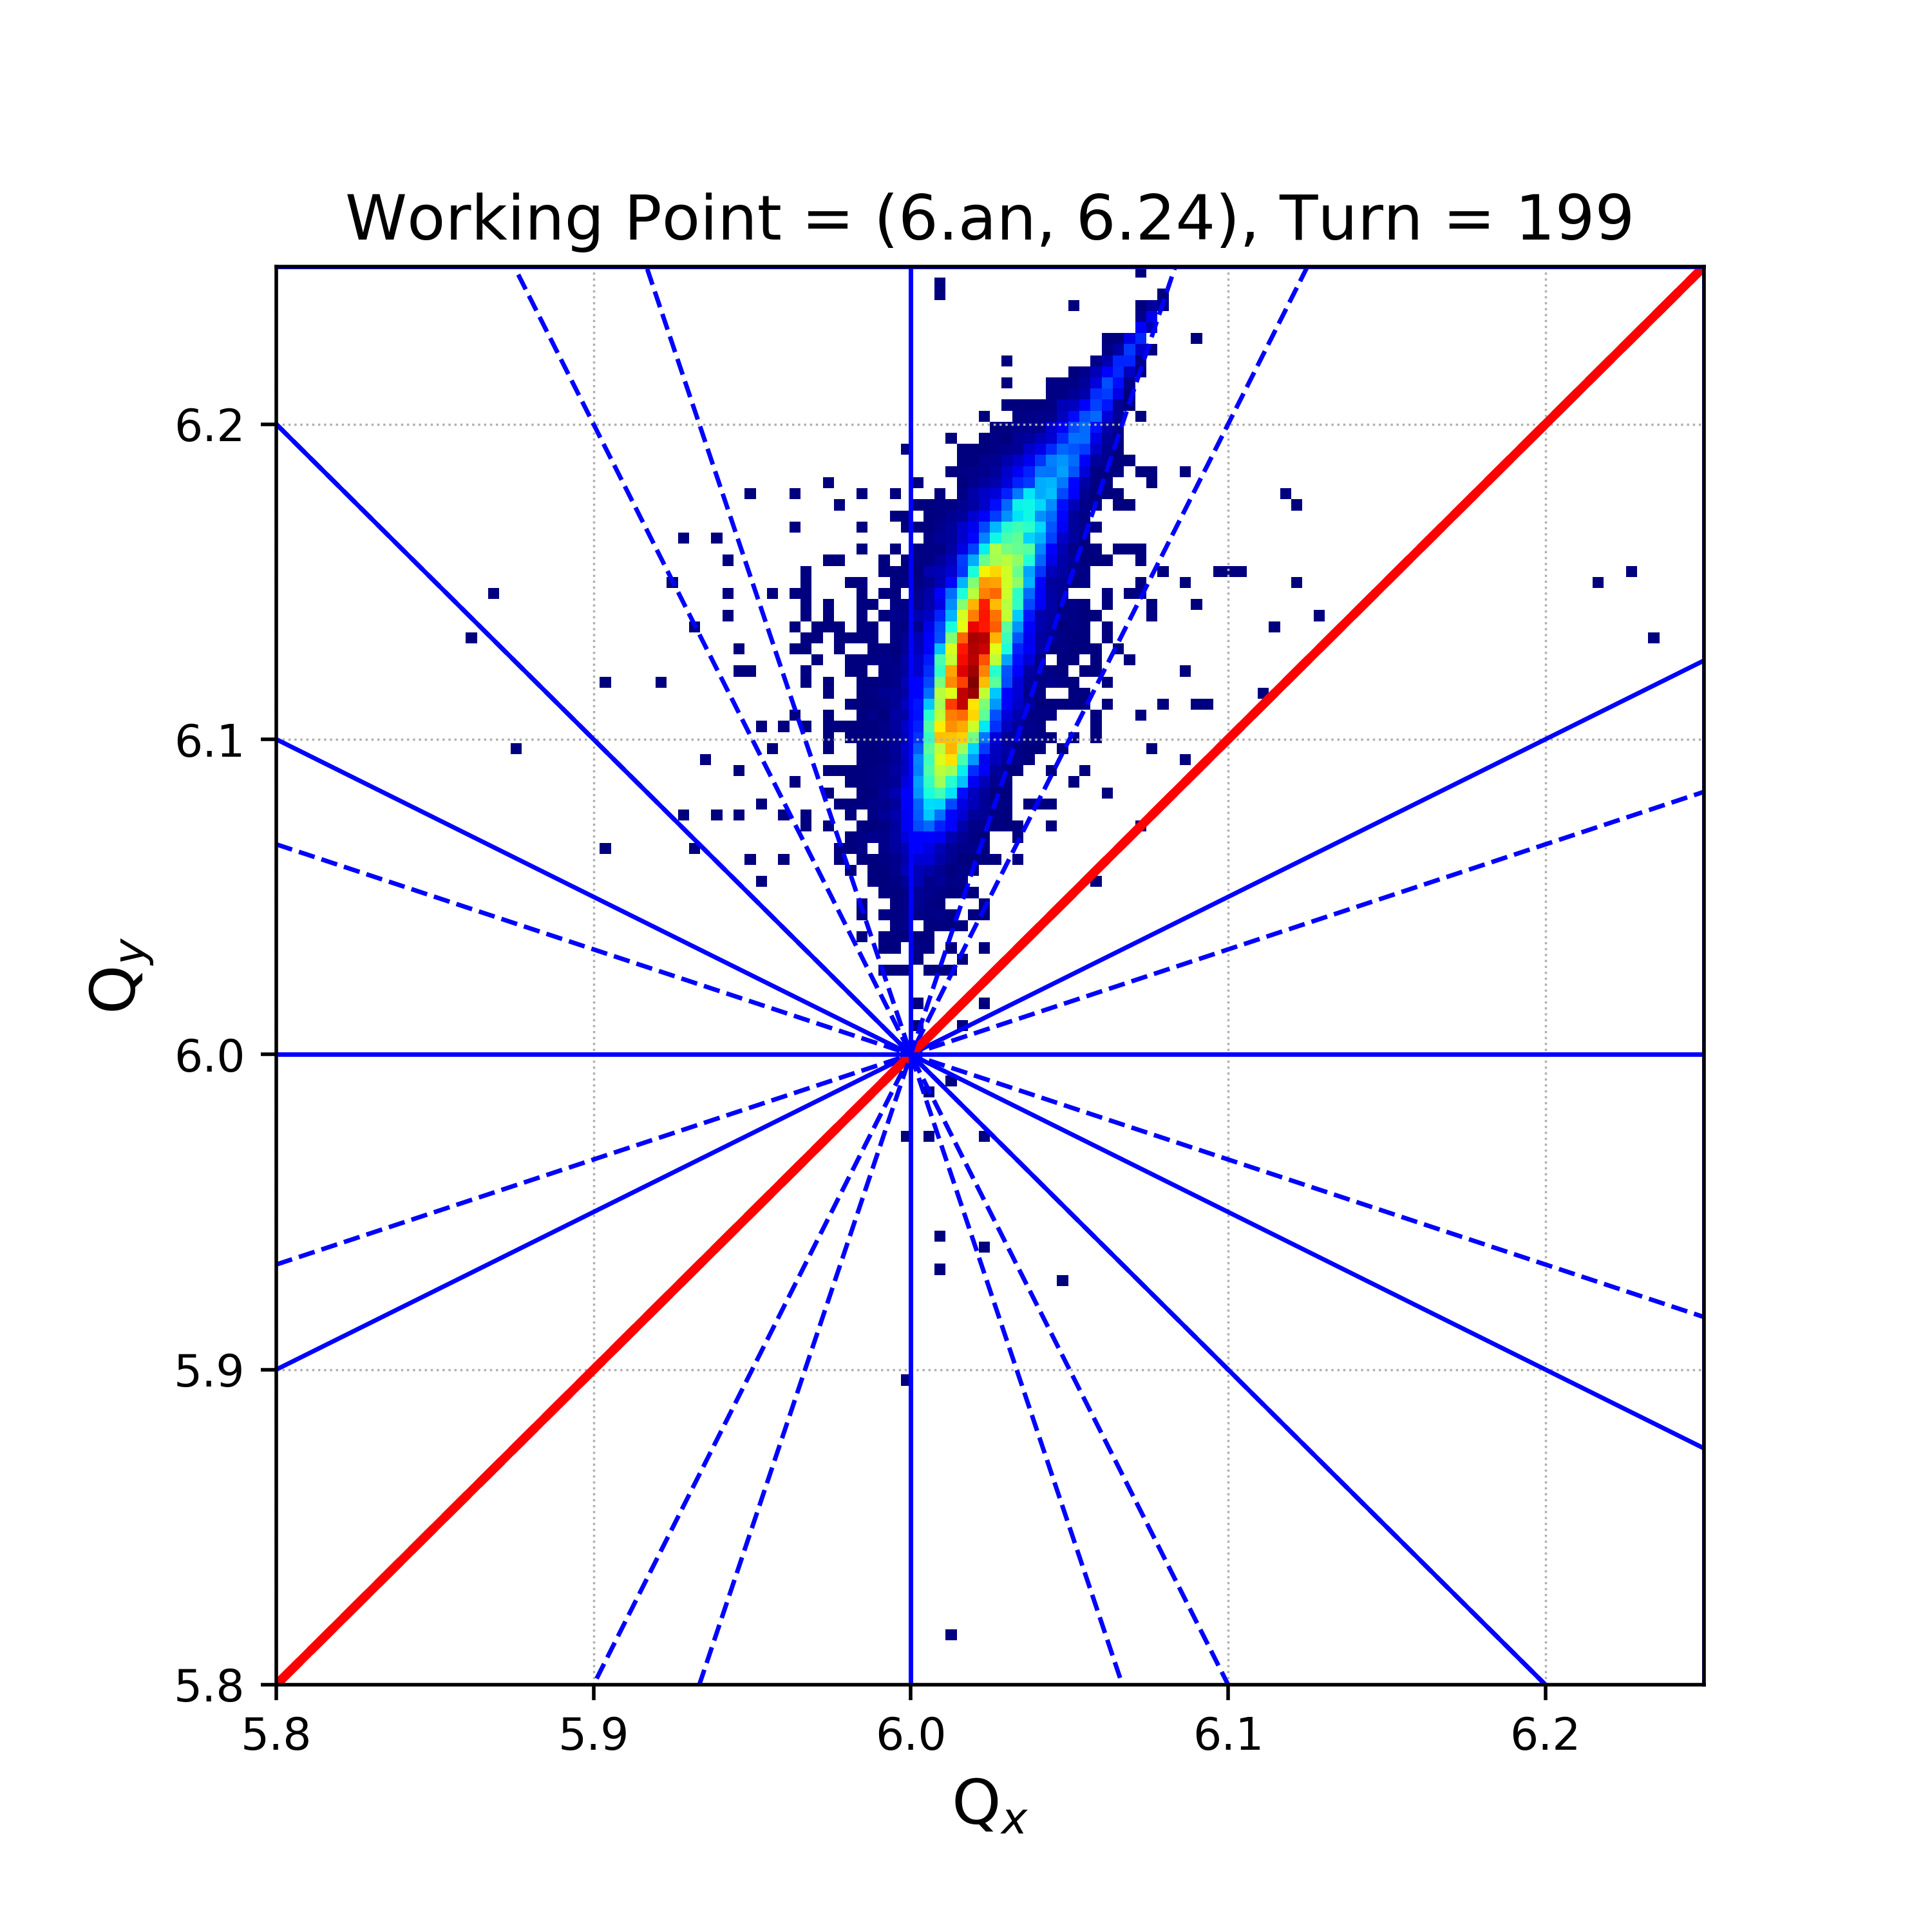 Working Point = (6.an, 6.24), Turn = 199
6.2
6.1
6.0
5.9
5.8
Qy
5.8 5.9 6.0 6.1 6.2
Qx